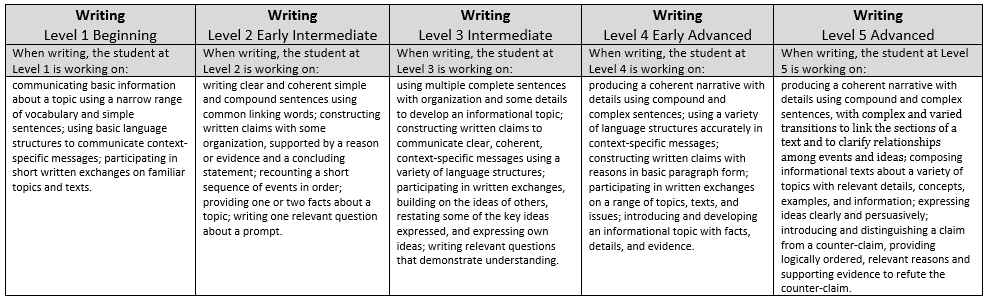 Writing
Level 1 Beginning
When writing, the student at
Level 1 is working on:
communicating basic information
about a topic using a narrow range
of vocabulary and simple
sentences; using basic language
structures to communicate context-
specific messages; participating in
short written exchanges on familiar
topics and texts.
Writing
Level 2 Early Intermediate
When writing, the student at
Level 2 is working on:
writing clear and coherent simple
and compound sentences using
common linking words; constructing
written claims with some
organization, supported by a reason
or evidence and a concluding
statement; recounting a short
sequence of events in order;
providing one or two facts about a
topic; writing one relevant question
about a prompt.
Writing
Level 3 Intermediate
When writing, the student at
Level 3 is working on:
using multiple complete sentences
with organization and some details
to develop an informational topic;
constructing written claims to
communicate clear, coherent,
context-specific messages using a
variety of language structures;
participating in written exchanges,
building on the ideas of others,
restating some of the key ideas
expressed, and expressing own
ideas; writing relevant questions
that demonstrate understanding.
Writing
Level 4 Early Advanced
When writing, the student at
Level 4 is working on:
producing a coherent narrative with
details using compound and
complex sentences; using a variety
of language structures accurately in
context-specific messages;
constructing written claims with
reasons in basic paragraph form;
participating in written exchanges
on a range of topics, texts, and
issues; introducing and developing
an informational topic with facts,
details, and evidence.
Writing
Level 5 Advanced
When writing, the student at Level
5 is working on:
producing a coherent narrative with
details using compound and complex
sentences, with complex and varied
transitions to link the sections of a
text and to clarify relationships
among events and ideas; composing
informational texts about a variety of
topics with relevant details, concepts,
examples, and information; expressing
ideas clearly and persuasively;
introducing and distinguishing a claim
from a counter-claim, providing
logically ordered, relevant reasons and
supporting evidence to refute the
counter-claim.